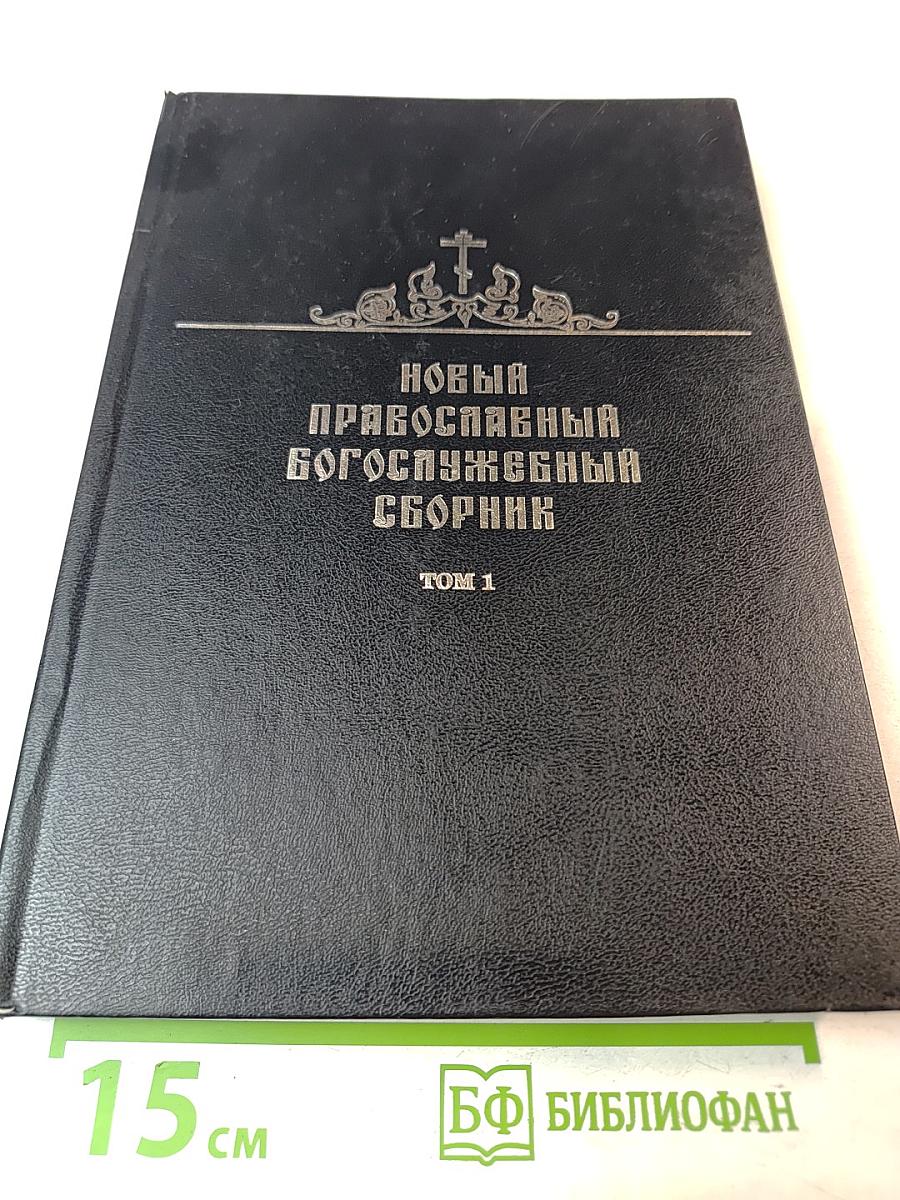 НОВЫЙ
ПРАВОСЛАВНЫЙ
БОГОСЛУЖЕБНЫЙ
СБОРНИК
ТОМ 1
15 см
БФ БИБЛИОФАН